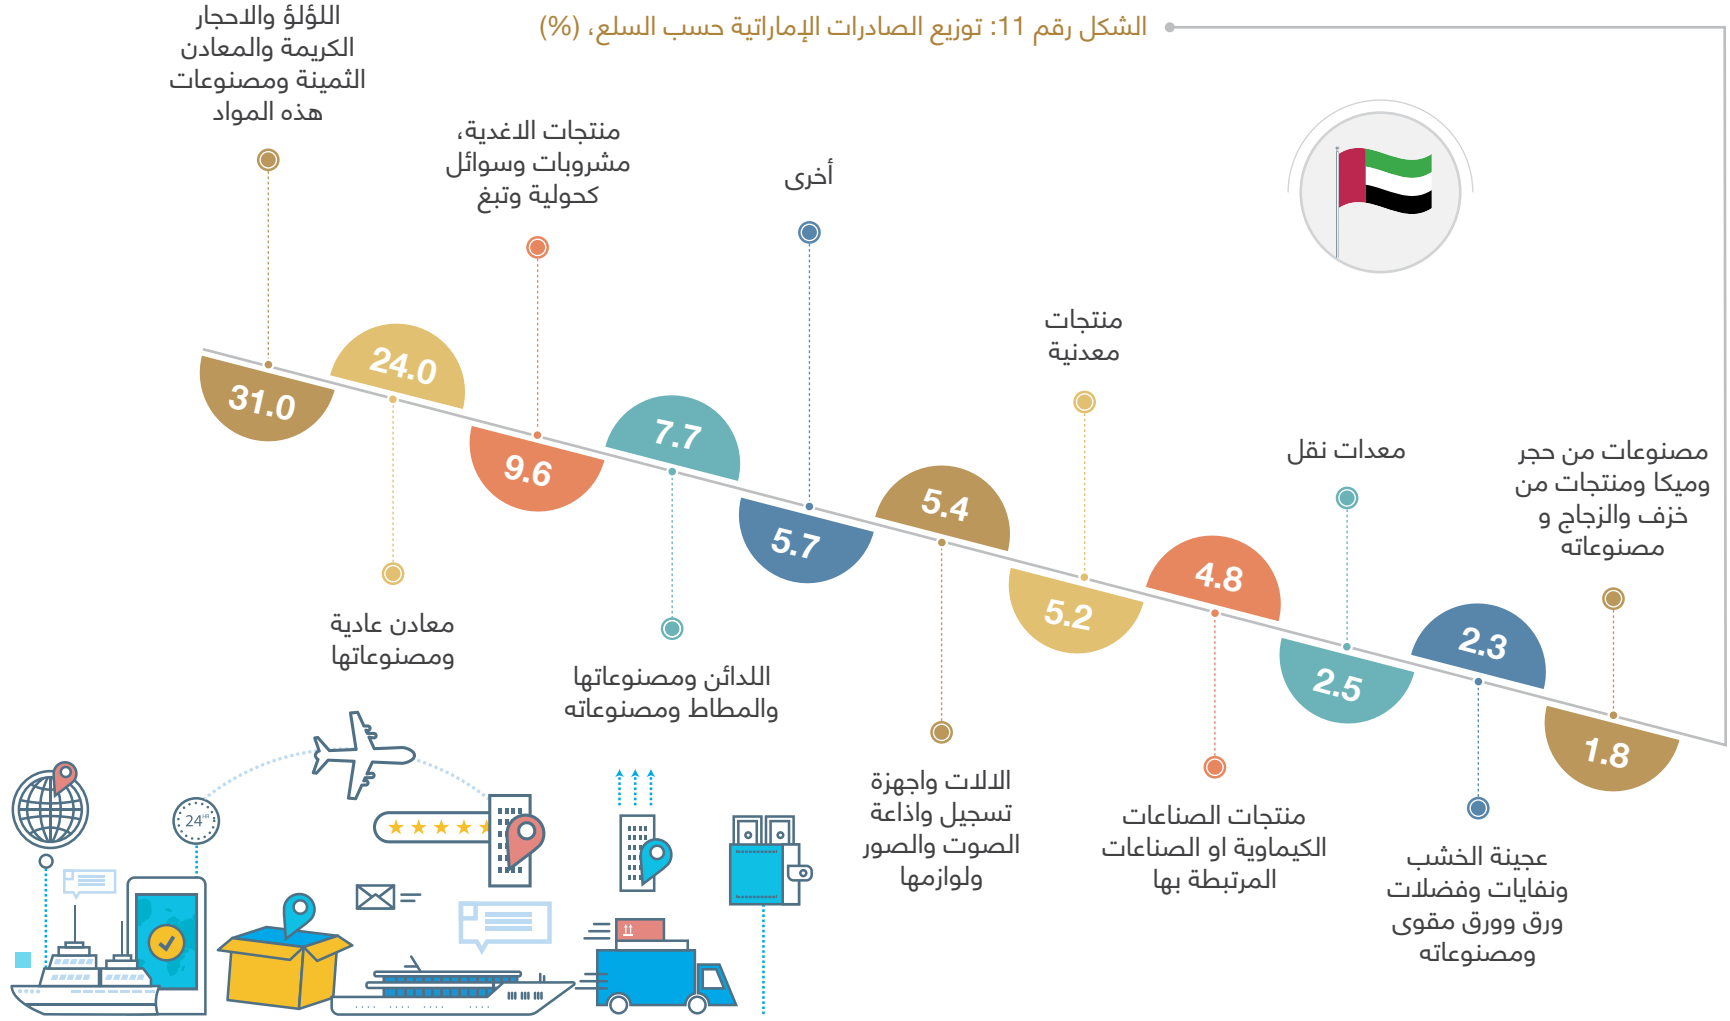 الشكل رقم 11: توزيع الصادرات الإماراتية حسب السلع، (%)
اللؤلؤ والاحجار
الكريمة والمعادن
الثمينة ومصنوعات
هذه المواد
31.0
24.0
معادن عادية
ومصنوعاتها
منتجات الاغدية،
مشروبات وسوائل
كحولية وتبغ
9.6
7.7
اللدائن ومصنوعاتها
والمطاط ومصنوعاته
أخرى
5.7
5.4
الالات واجهزة
تسجيل واذاعة
الصوت والصور
ولوازمها
منتجات
معدنية
5.2
4.8
منتجات الصناعات
الكيماوية او الصناعات
المرتبطة بها
معدات نقل
2.5
2.3
عجينة الخشب
ونفايات وفضلات
ورق وورق مقوى
ومصنوعاته
مصنوعات من حجر
وميكا ومنتجات من
خزف والزجاج و
مصنوعاته
1.8
24HR